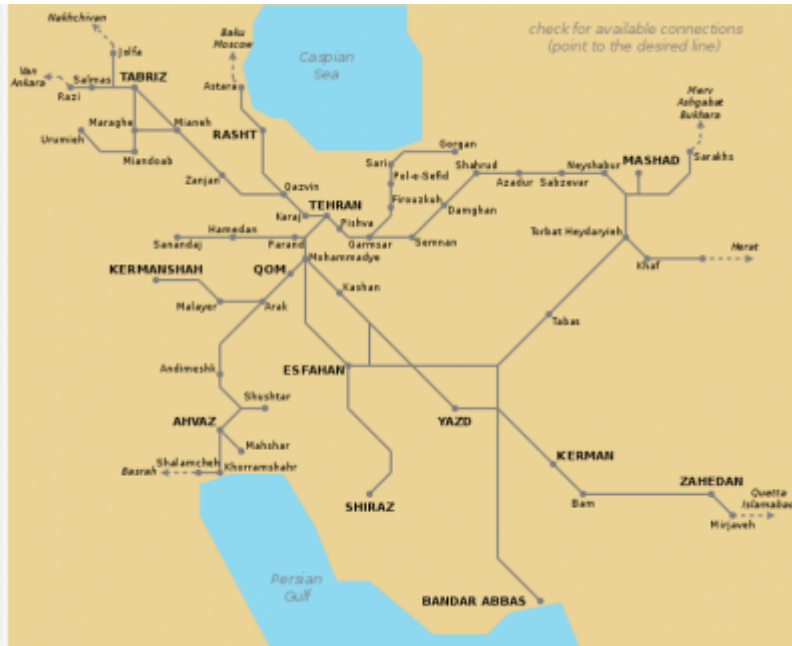 Nakhchivan
Baku
Moscow
check for available connections
(point to the desired line)
Jolfa
Caspian
Sea
Van
Ankara
Salmas
TABRIZ
Razi
Astara
Merv
Ashgabat
Bukhara
Maraghe
Mianeh
Urumieh
RASHT
Miandoab
Gorgan
Sari
Shahrud
Neyshabur
MASHAD
Sarakhs
Pol-e-Sefid
Azadur
Sabzevar
Zanjan
Qazvin
Firouzkuh
TEHRAN
Damghan
Karaj
Pishva
Hamedan
Torbat Heydaryieh
Sanandaj
Parand
Garmsar
Semnan
Herat
Mohammadye
KERMANSHAH
QOM
Khaf
Kashan
Malayer
Arak
Tabas
Andimeshk
ESFAHAN
Shushtar
AHVAZ
YAZD
Mahshar
KERMAN
Basrah
Shalamcheh
Khorramshahr
ZAHEDAN
Quetta
Islamabad
SHIRAZ
Bam
Mirjaveh
Persian
Gulf
BANDAR ABBAS